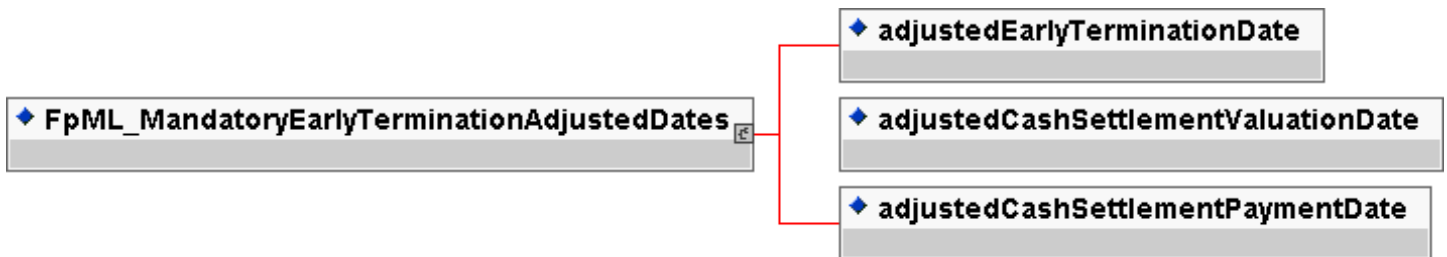 adjustedEarlyTerminationDate
FpML_MandatoryEarlyTerminationAdjustedDates
adjustedCashSettlementValuationDate
adjustedCashSettlementPaymentDate